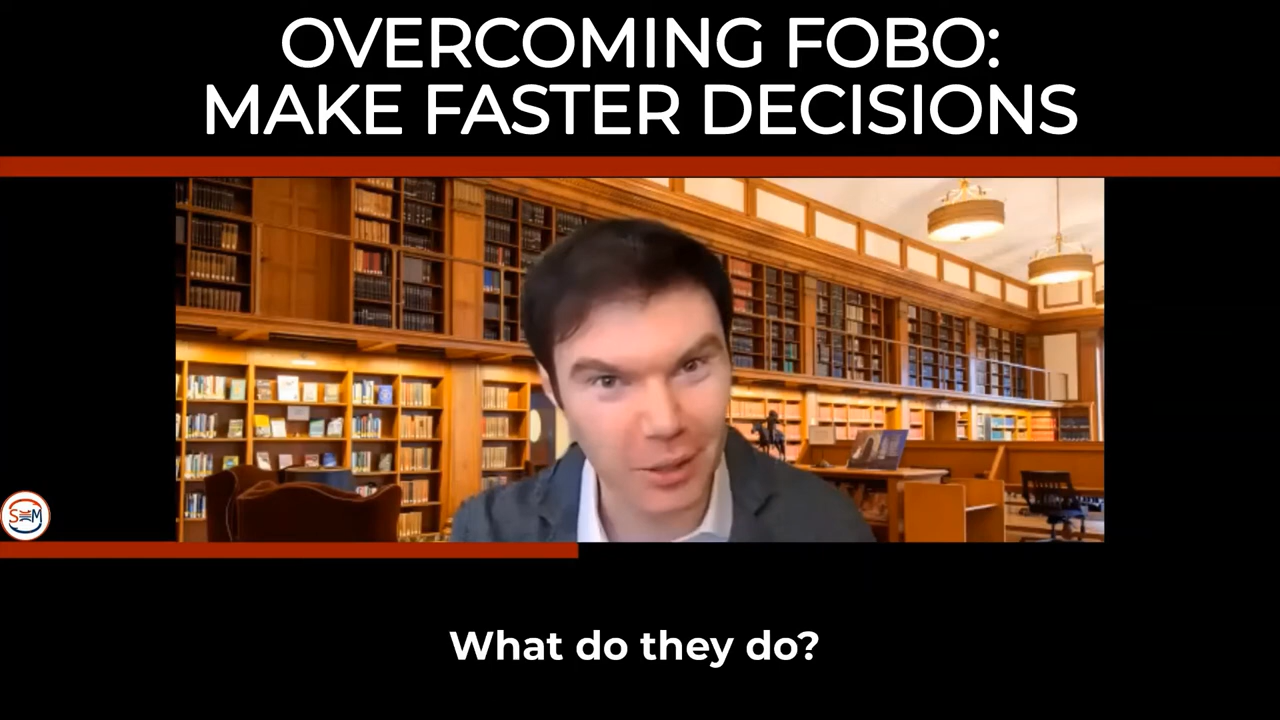 OVERCOMING FOBO:
MAKE FASTER DECISIONS
S M
What do they do?